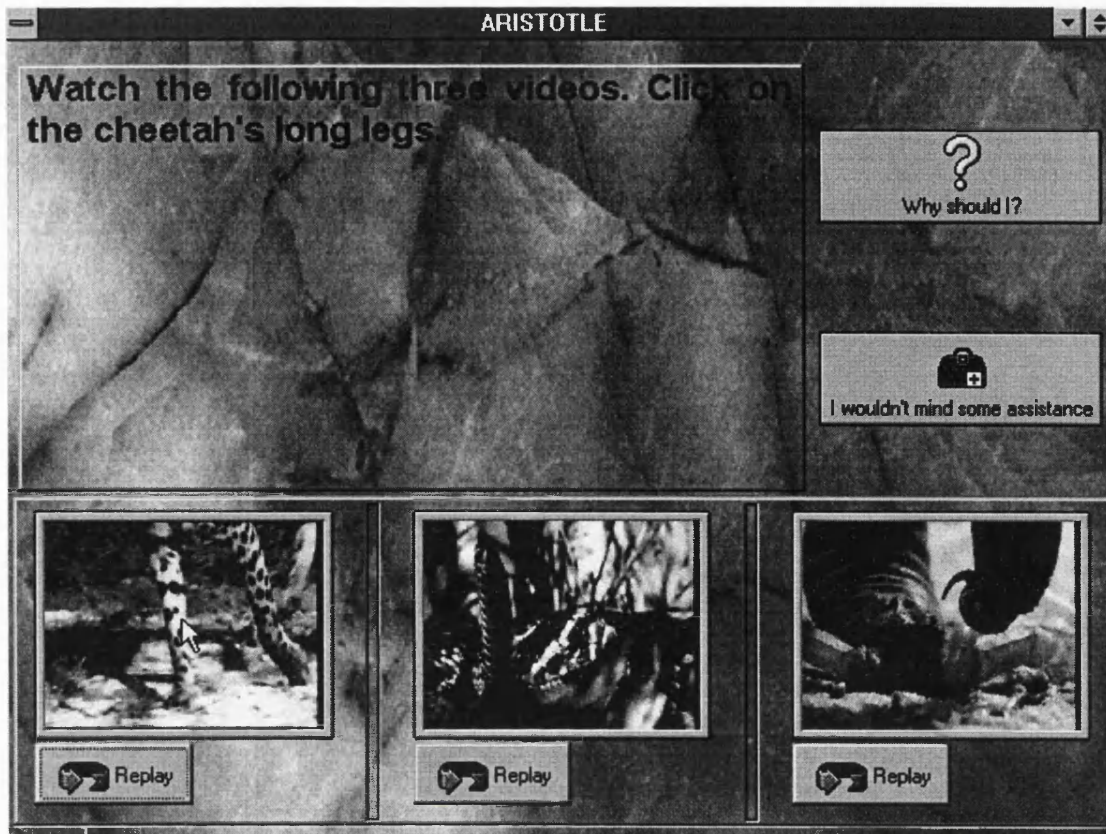 ARISTOTLE
Watch the following three videos. Click on
the cheetah's long legs.
Why should I?
I wouldn't mind some assistance
Replay
Replay
Replay